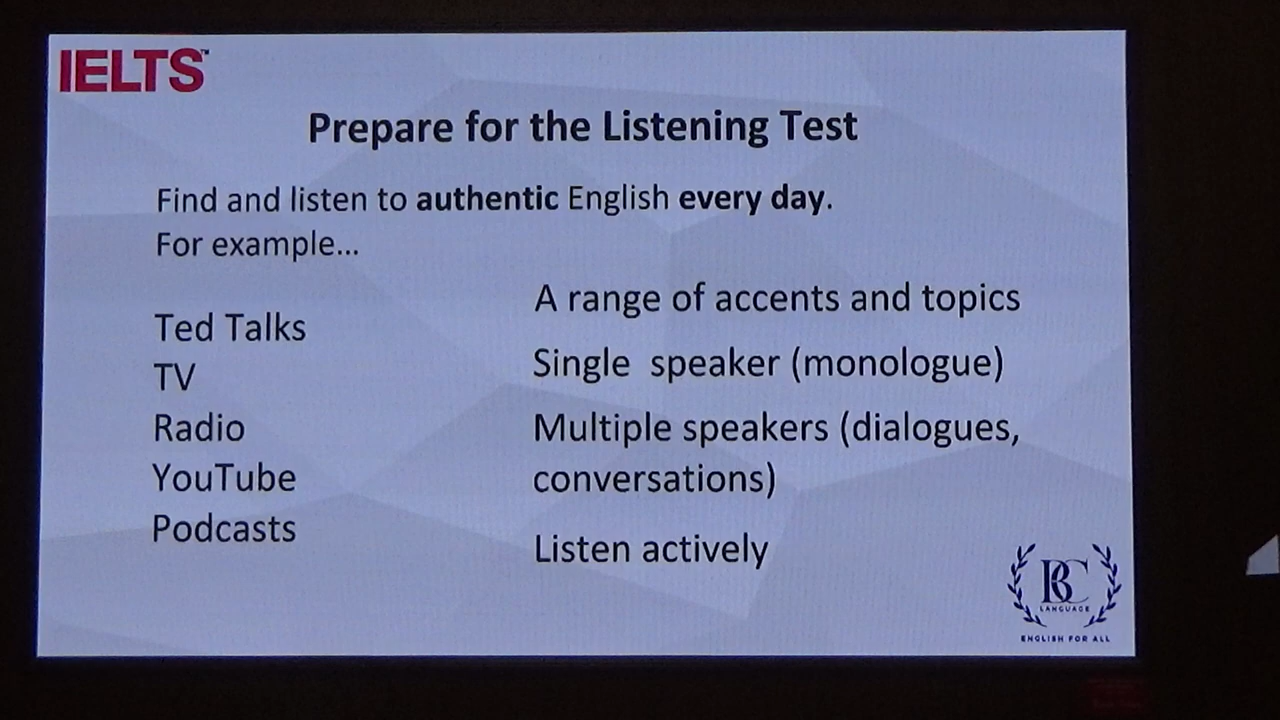 IELTS™
Prepare for the Listening Test
Find and listen to authentic English every day.
For example...
Ted Talks
TV
Radio
YouTube
Podcasts
A range of accents and topics
Single speaker (monologue)
Multiple speakers (dialogues,
conversations)
Listen actively
BC
LANGUAGE
ENGLISH FOR ALL